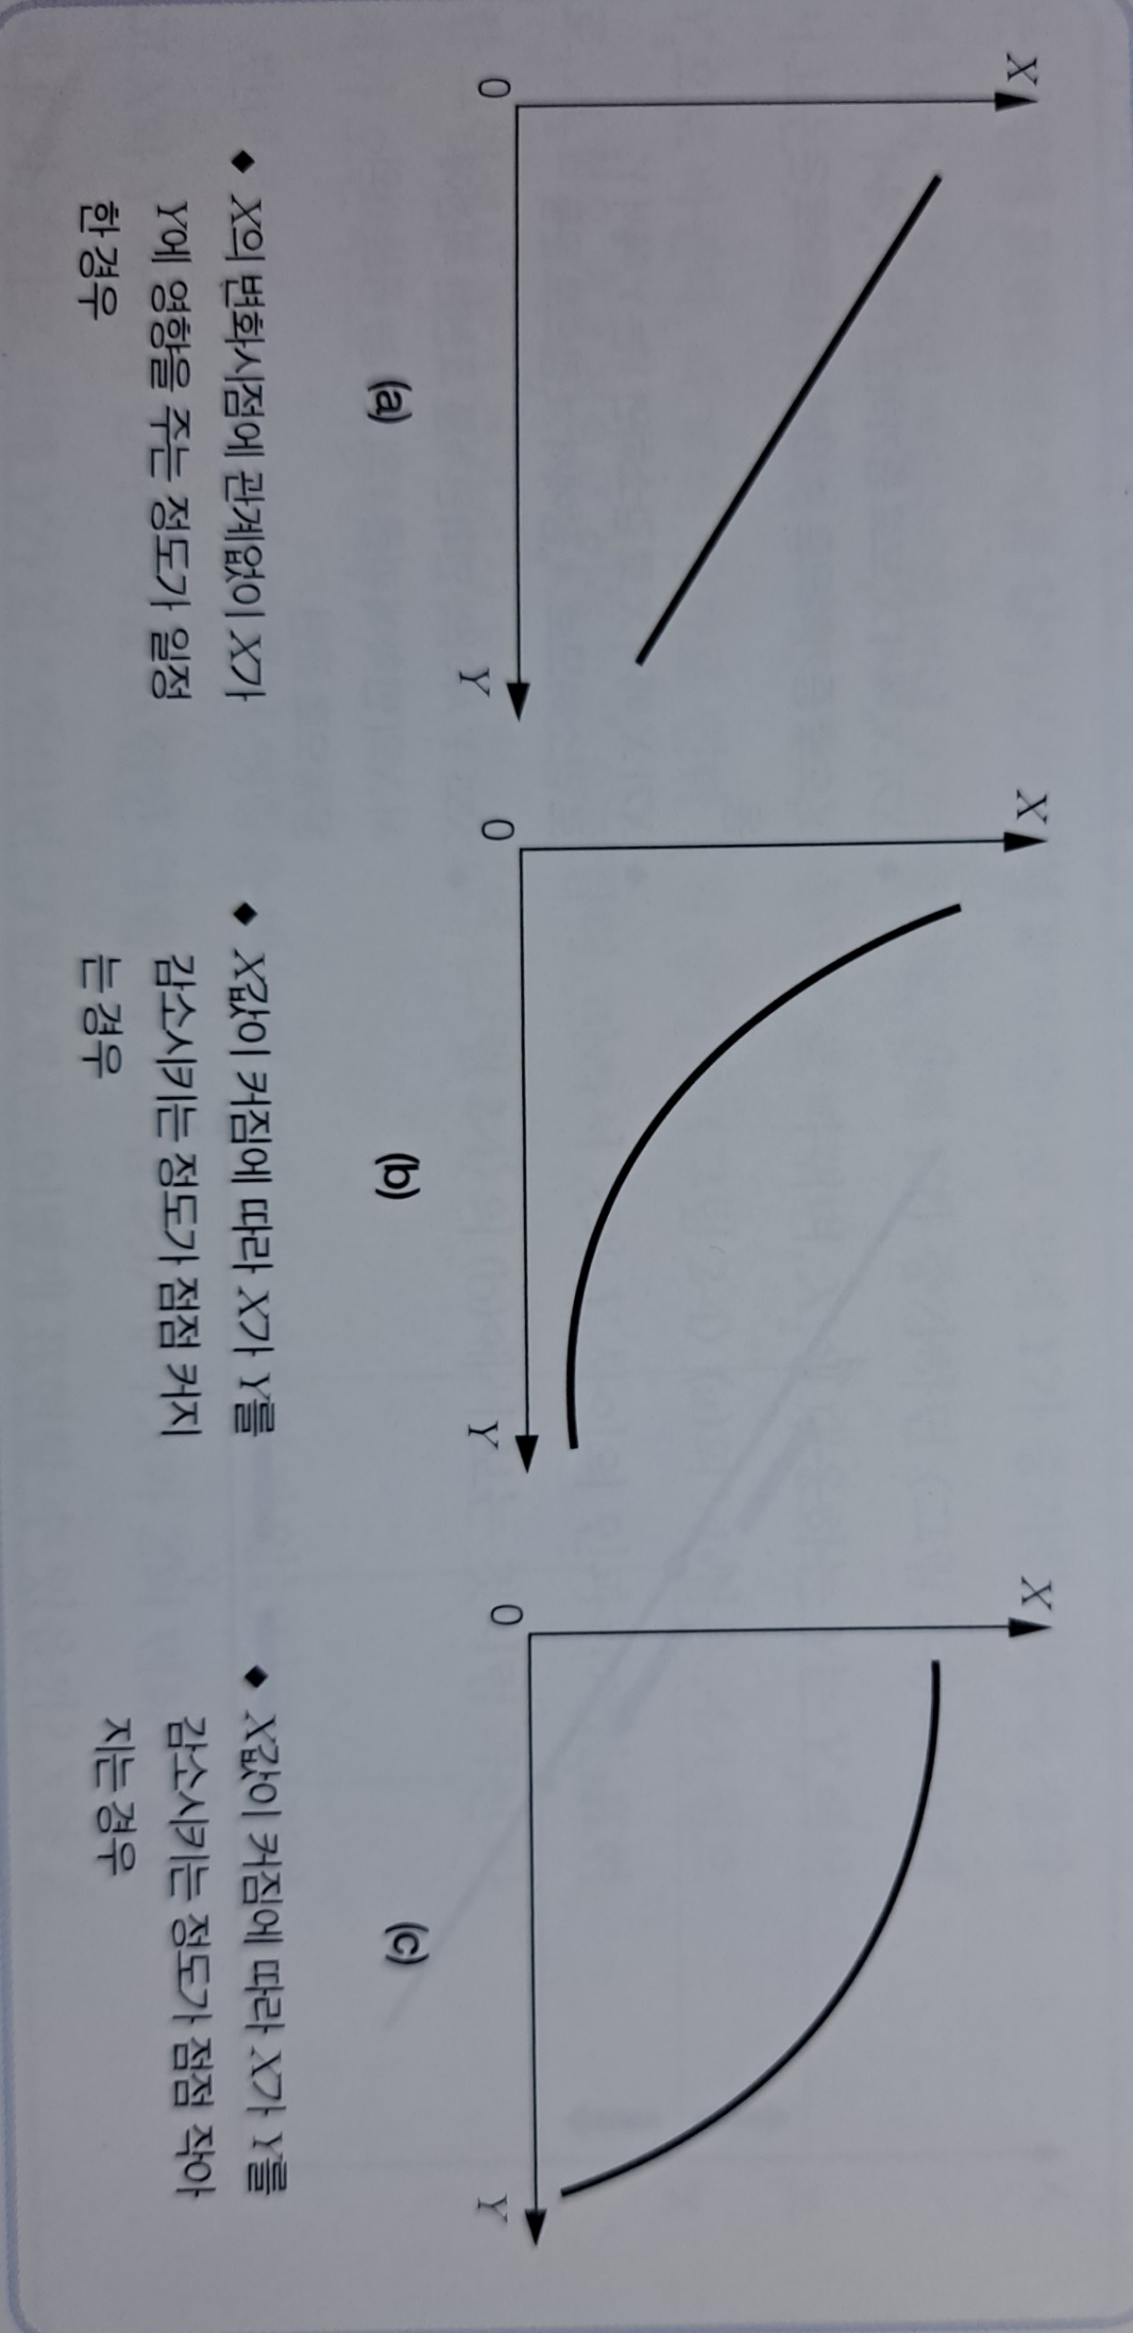 X
0
Y
(a)
◆ X의 변화시점에 관계없이 X가
Y에 영향을 주는 정도가 일정
한 경우
X
0
Y
(b)
◆ X값이 커짐에 따라 X가 Y를
감소시키는 정도가 점점 커지
는 경우
X
0
Y
(c)
◆ X값이 커짐에 따라 X가 Y를
감소시키는 정도가 점점 작아
지는 경우